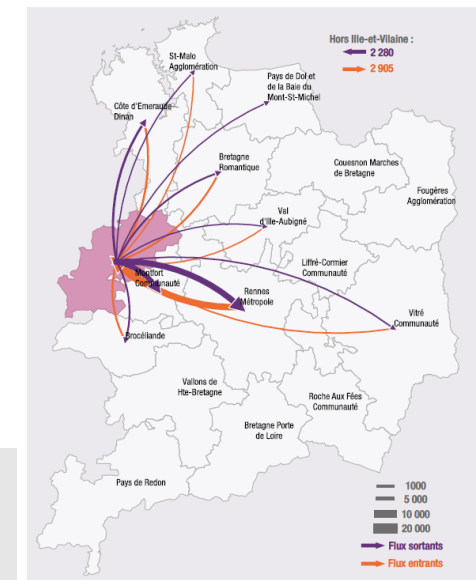 Hors Ille-et-Vilaine :
2 280
2 905
St-Malo
Agglomération
Pays de Dol et
de la Baie du
Mont-St-Michel
Côte d'Emeraude-
Dinan
Bretagne
Romantique
Couesnon Marches
de Bretagne
Fougères
Agglomération
Val
d'Ille-Aubigné
Liffré-Cormier
Communauté
Montfort
Communauté
Rennes
Métropole
Vitré
Communauté
Brocéliande
Vallons de
Hte-Bretagne
Roche Aux Fées
Communauté
Bretagne Porte
de Loire
Pays de Redon
1000
5 000
10 000
20 000
Flux sortants
Flux entrants